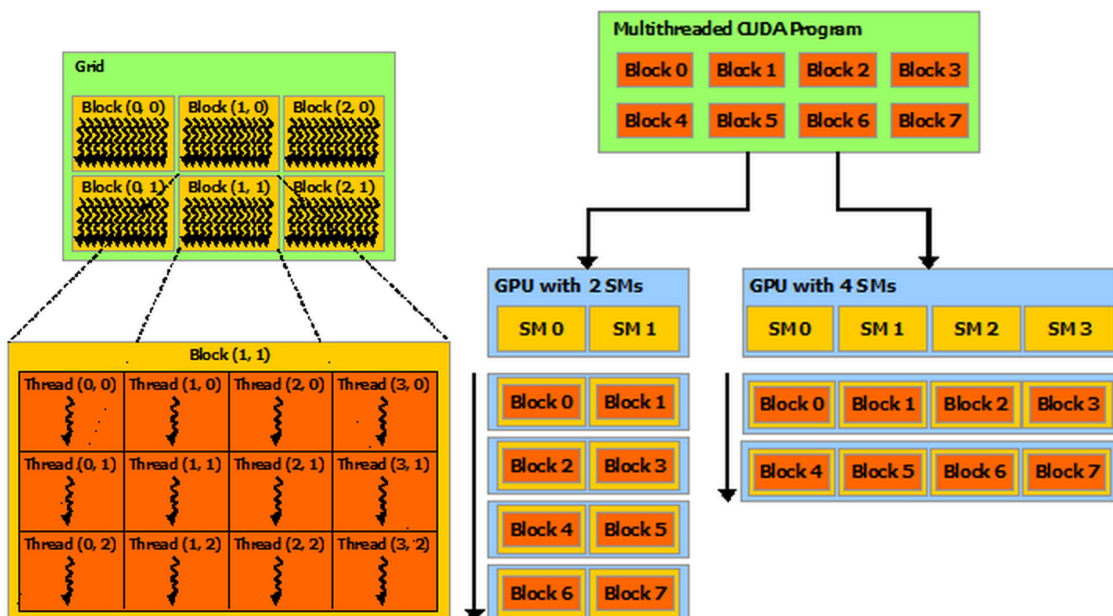 Grid
Block (0, 0) Block (1, 0) Block (2, 0)
Block (0, 1) Block (1, 1) Block (2, 1)
Block (1, 1)
Thread (0, 0) Thread (1, 0) Thread (2, 0) Thread (3, 0)
Thread (0, 1) Thread (1, 1) Thread (2, 1) Thread (3, 1)
Thread (0, 2) Thread (1, 2) Thread (2, 2) Thread (3, 2)
Multithreaded CUDA Program
Block 0 Block 1 Block 2 Block 3
Block 4 Block 5 Block 6 Block 7
GPU with 2 SMs
SM 0 SM 1
Block 0 Block 1
Block 2 Block 3
Block 4 Block 5
Block 6 Block 7
GPU with 4 SMs
SM 0 SM 1 SM 2 SM 3
Block 0 Block 1 Block 2 Block 3
Block 4 Block 5 Block 6 Block 7